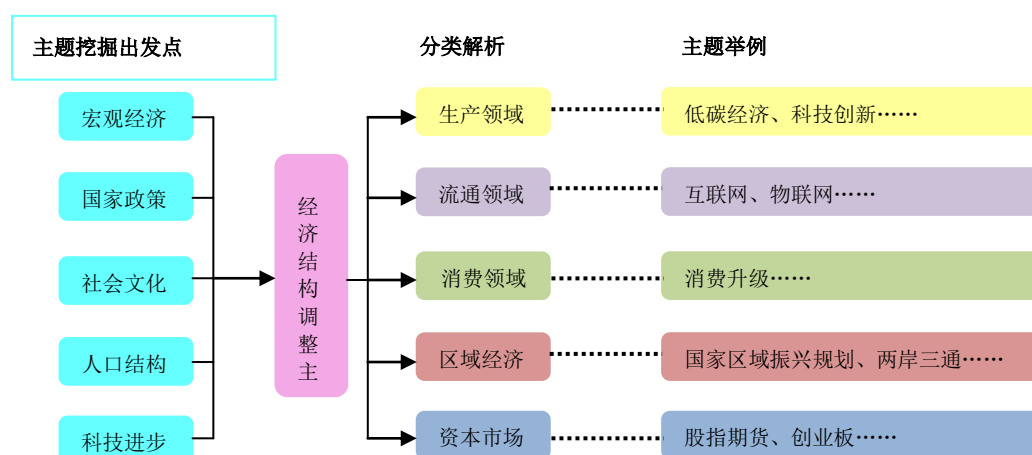 主题挖掘出发点
分类解析
主题举例
宏观经济
国家政策
社会文化
人口结构
科技进步
经济结构调整主
生产领域
低碳经济、科技创新……
流通领域
互联网、物联网……
消费领域
消费升级……
区域经济
国家区域振兴规划、两岸三通……
资本市场
股指期货、创业板……